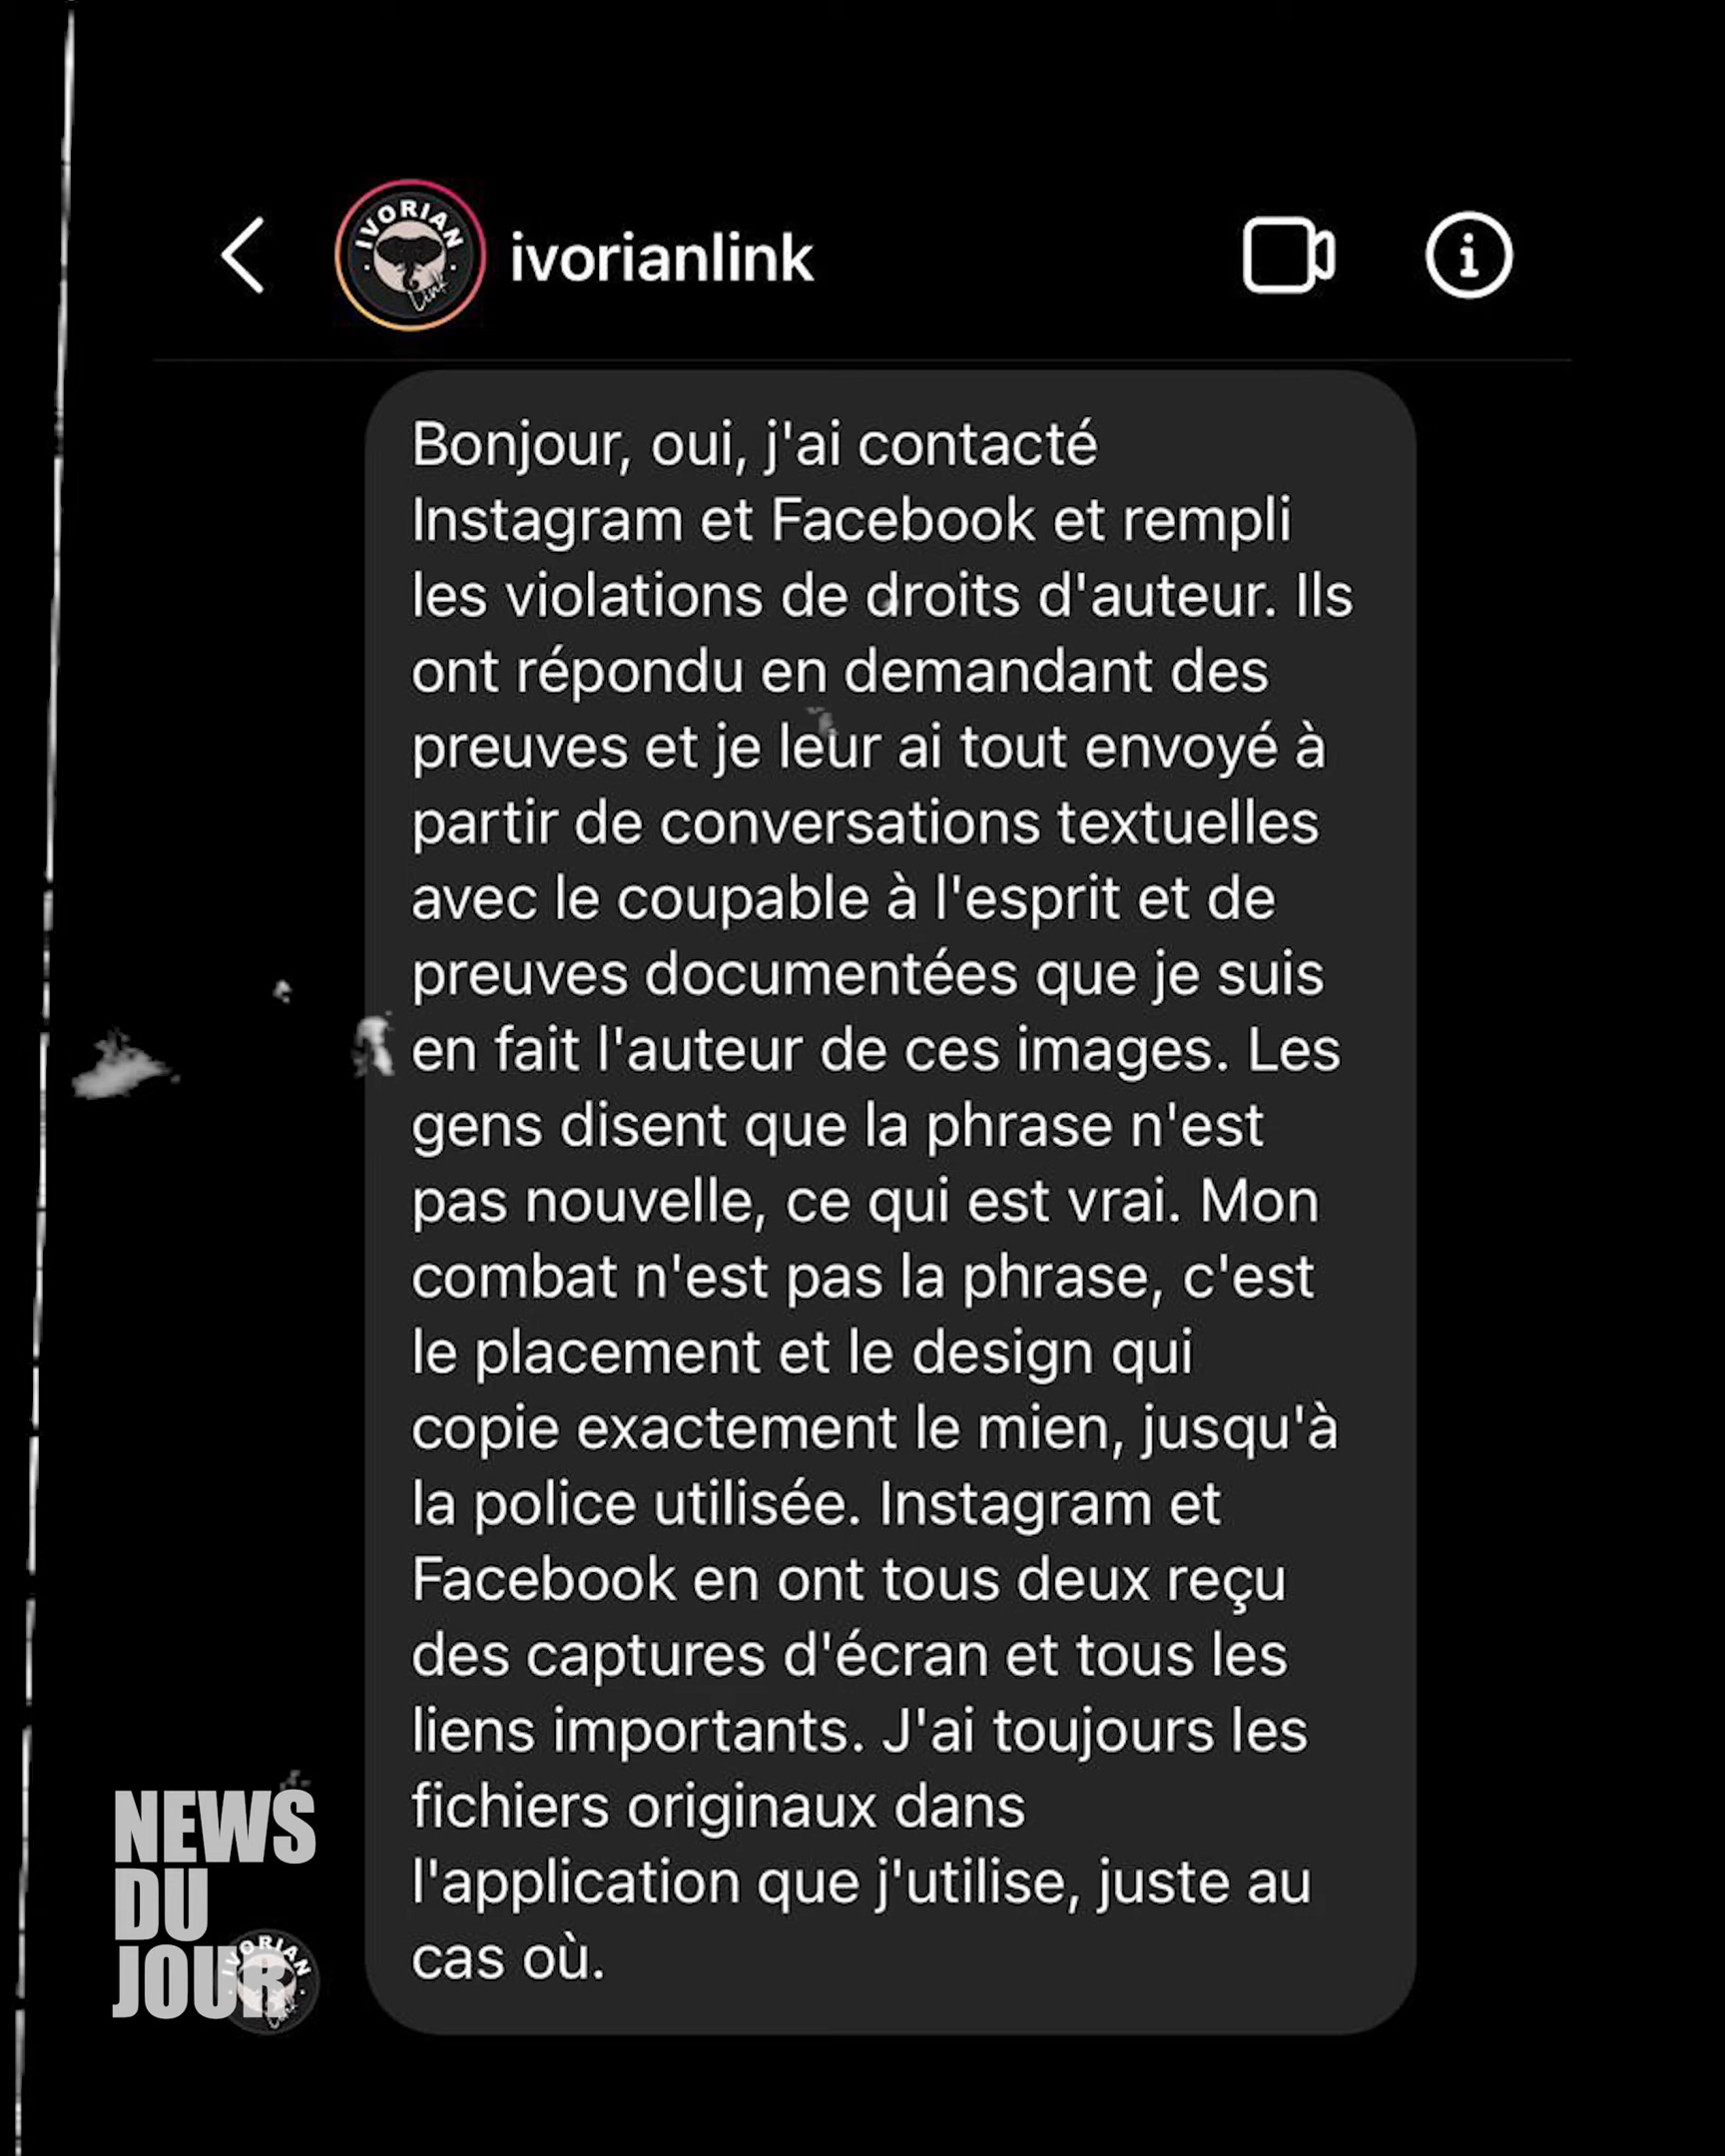 IVORIAN
Link
ivorianlink
Bonjour, oui, j'ai contacté
Instagram et Facebook et rempli
les violations de droits d'auteur. Ils
ont répondu en demandant des
preuves et je leur ai tout envoyé à
partir de conversations textuelles
avec le coupable à l'esprit et de
preuves documentées que je suis
en fait l'auteur de ces images. Les
gens disent que la phrase n'est
pas nouvelle, ce qui est vrai. Mon
combat n'est pas la phrase, c'est
le placement et le design qui
copie exactement le mien, jusqu'à
la police utilisée. Instagram et
Facebook en ont tous deux reçu
des captures d'écran et tous les
liens importants. J'ai toujours les
fichiers originaux dans
l'application que j'utilise, juste au
cas où.
NEWS
DU
JOUR
IVORIAN
Link